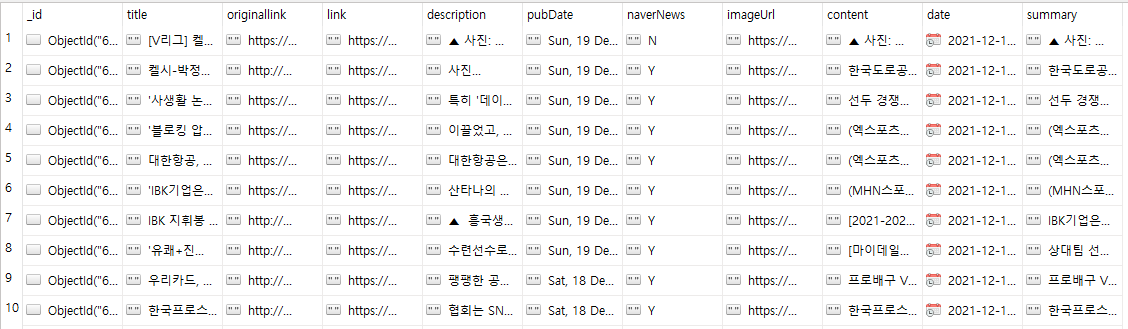 _id title originallink link description pubDate naverNews imageUrl content date summary
1 ObjectId("6... "" [V리그] 켈... "" https://... "" https://... "" ▲ 사진: ... "" Sun, 19 De... "" N "" https://... "" ▲ 사진: ... 2021-12-1 "" ▲ 사진: ...
2 ObjectId("6... "" 켈시-박정... "" http://... "" https://... "" 사진... "" Sun, 19 De... "" Y "" https://... "" 한국도로공... 2021-12-1 "" 한국도로공...
3 ObjectId("6... "" '사생활 논... "" https://... "" https://... "" 특히 '데이... "" Sun, 19 De... "" Y "" https://... "" 선두 경쟁... 2021-12-1 "" 선두 경쟁...
4 ObjectId("6... "" '블로킹 압... "" http://... "" https://... "" 이끌었고, ... "" Sun, 19 De... "" Y "" https://... "" (엑스포츠... 2021-12-1 "" (엑스포츠...
5 ObjectId("6... "" 대한항공, ... "" https://... "" https://... "" 대한항공은... "" Sun, 19 De... "" Y "" https://... "" (엑스포츠... 2021-12-1 "" (엑스포츠...
6 ObjectId("6... "" 'IBK기업은... "" https://... "" https://... "" 산타나의 ... "" Sun, 19 De... "" Y "" https://... "" (MHN스포... 2021-12-1 "" (MHN스포...
7 ObjectId("6... "" IBK 지휘봉 ... "" http://... "" https://... "" ▲ 흥국생... "" Sun, 19 De... "" Y "" https://... "" [2021-202... 2021-12-1 "" IBK기업은...
8 ObjectId("6... "" '유쾌+진... "" http://... "" https://... "" 수련선수로... "" Sun, 19 De... "" Y "" https://... "" [마이데일... 2021-12-1 "" 상대팀 선...
9 ObjectId("6... "" 우리카드, ... "" http://... "" https://... "" 팽팽한 공... "" Sat, 18 De... "" Y "" https://... "" 프로배구 V... 2021-12-1 "" 프로배구 V...
10 ObjectId("6... "" 한국프로스... "" http://... "" https://... "" 협회는 SN... "" Sat, 18 De... "" Y "" https://... "" 한국프로스... 2021-12-1 "" 한국프로스...